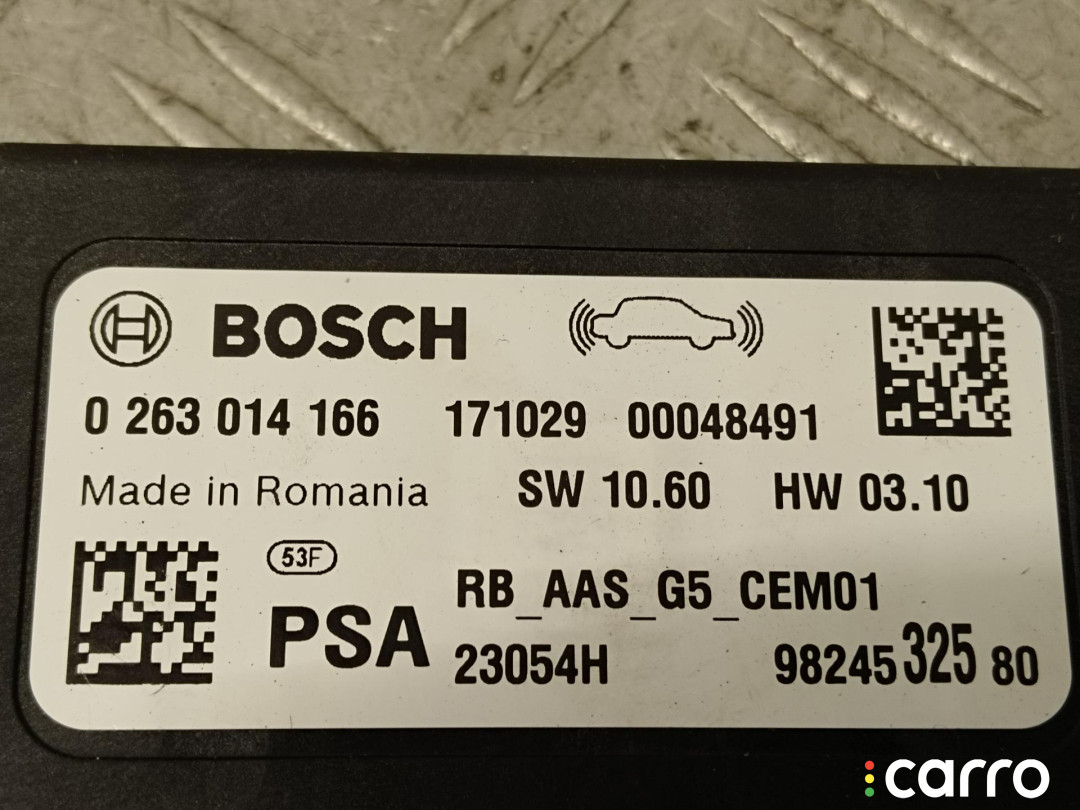 BOSCH
0 263 014 166 171029 00048491
Made in Romania SW 10.60 HW 03.10
53F
PSA RB_AAS_G5_CEM01
23054H 98245 325 80
carro